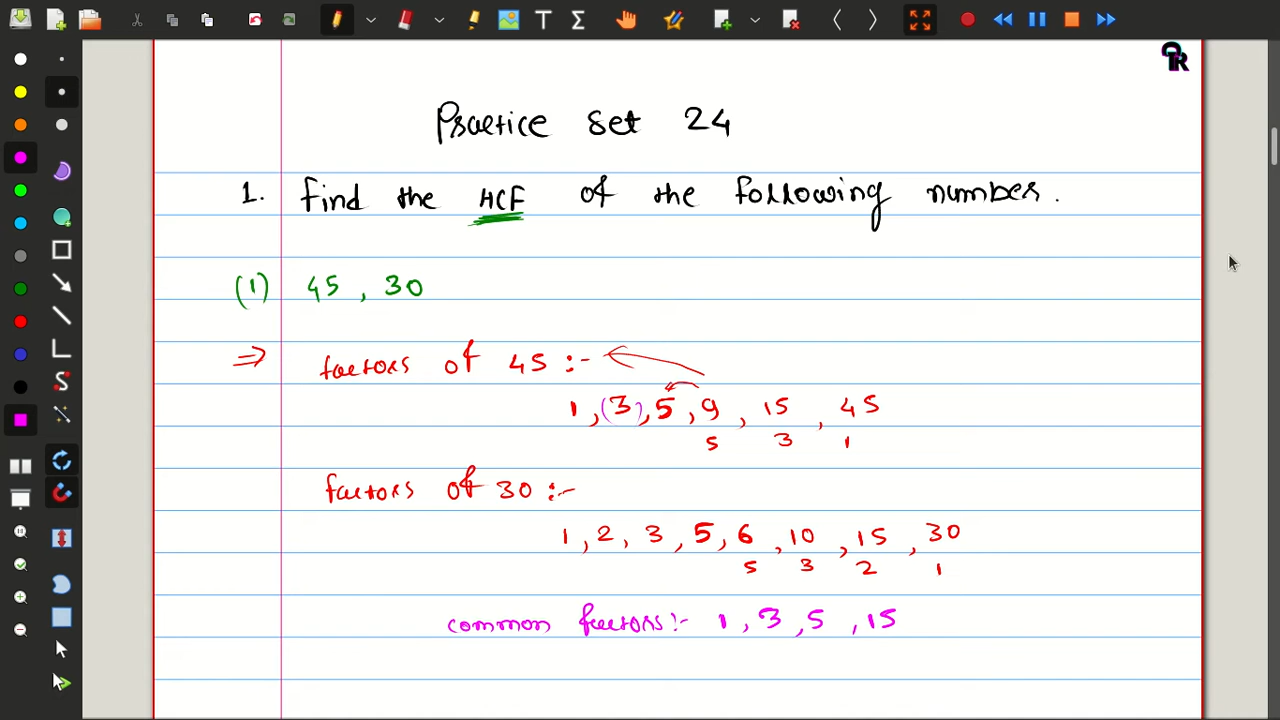 Practice Set 24
1. find the HCF of the following numbers.
(1) 45 , 30
⇒ factors of 45 :-
1 , (3) , 5 , 9 , 15 , 45
5 3 1
factors of 30 :-
1 , 2 , 3 , 5 , 6 , 10 , 15 , 30
5 3 2 1
common factors:- 1 , 3 , 5 , 15